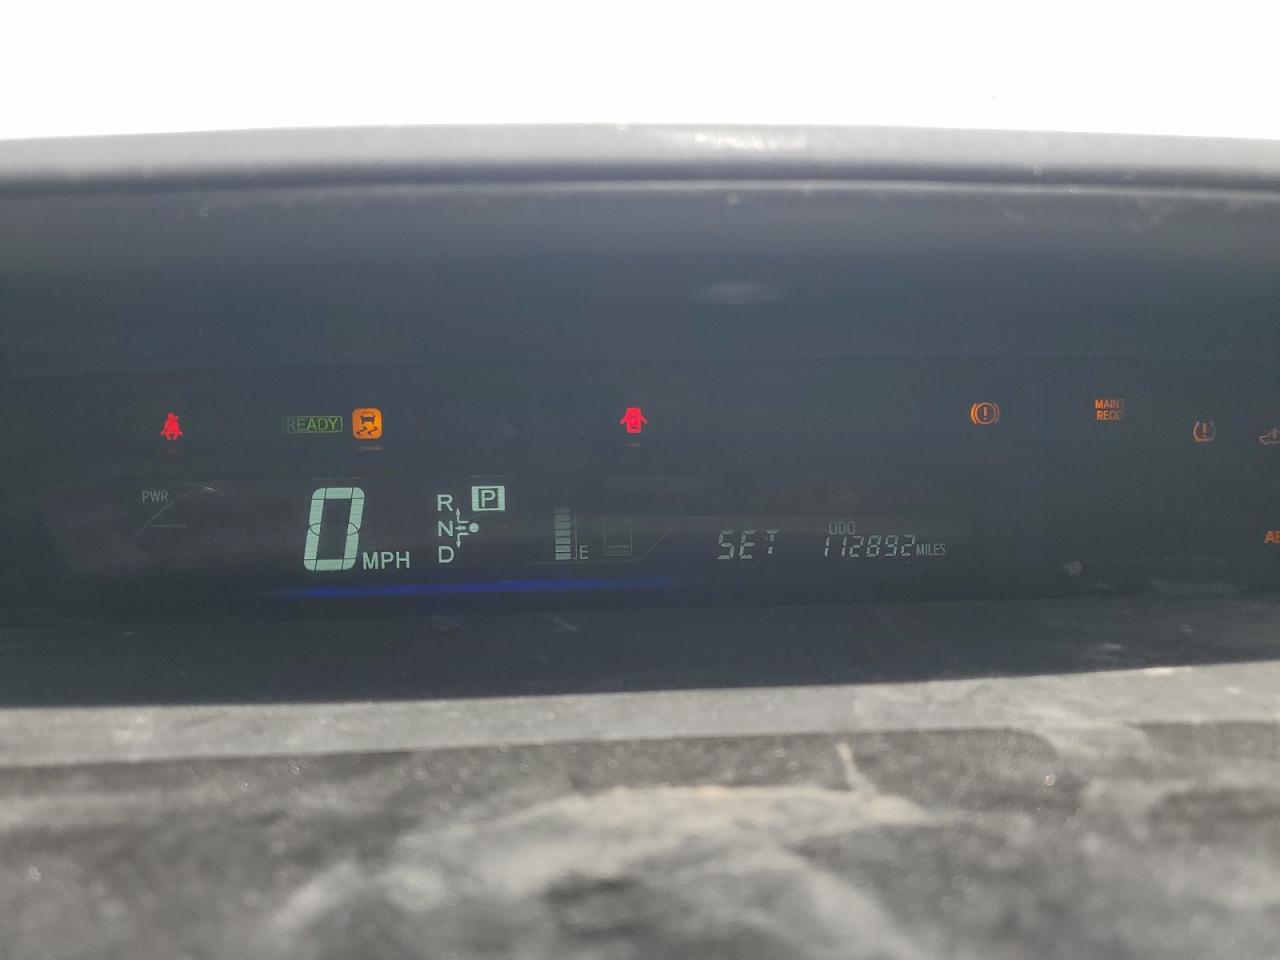 READY
MAINT
REQD
PWR
0 MPH
R P
N
D
E
SET
ODO
112892 MILES